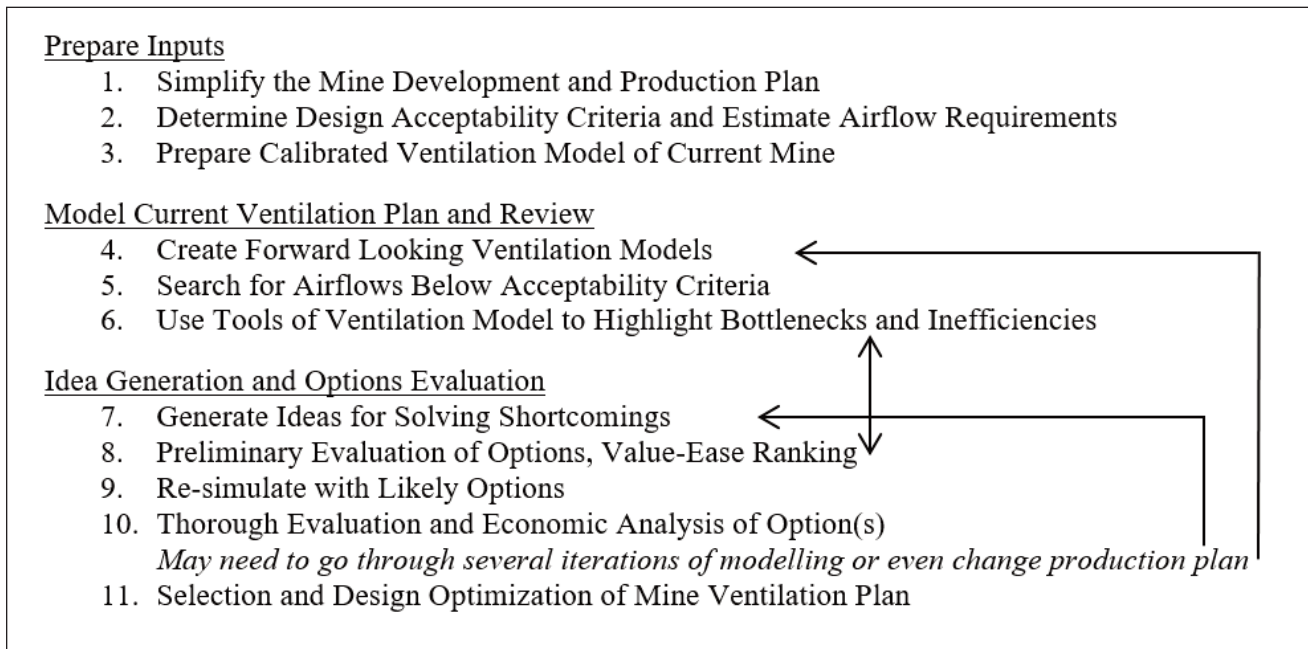 Prepare Inputs
1. Simplify the Mine Development and Production Plan
2. Determine Design Acceptability Criteria and Estimate Airflow Requirements
3. Prepare Calibrated Ventilation Model of Current Mine
Model Current Ventilation Plan and Review
4. Create Forward Looking Ventilation Models
5. Search for Airflows Below Acceptability Criteria
6. Use Tools of Ventilation Model to Highlight Bottlenecks and Inefficiencies
Idea Generation and Options Evaluation
7. Generate Ideas for Solving Shortcomings
8. Preliminary Evaluation of Options, Value-Ease Ranking
9. Re-simulate with Likely Options
10. Thorough Evaluation and Economic Analysis of Option(s)
May need to go through several iterations of modelling or even change production plan
11. Selection and Design Optimization of Mine Ventilation Plan